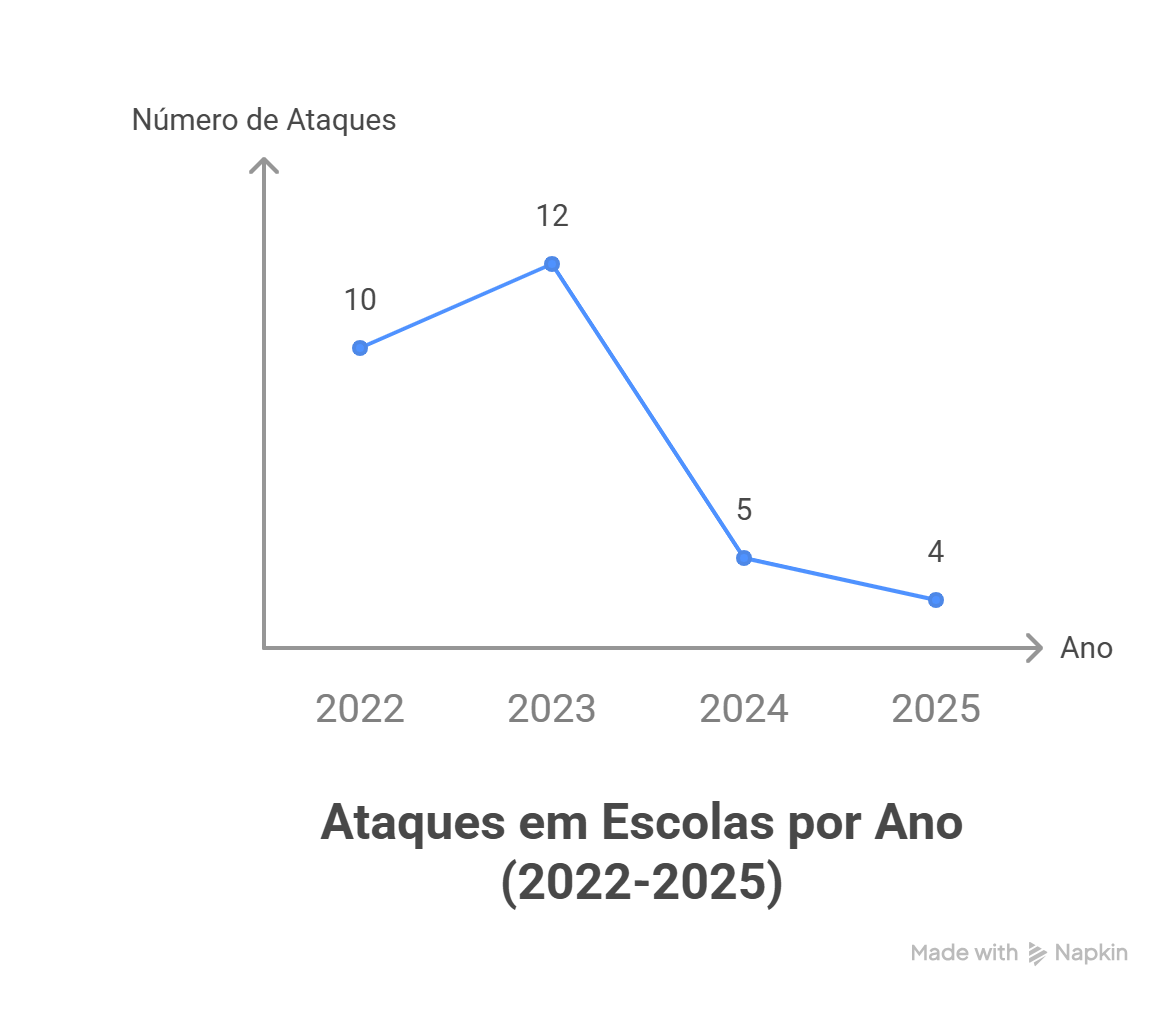 Número de Ataques
12
10
5
4
Ano
2022 2023 2024 2025
Ataques em Escolas por Ano
(2022-2025)
Made with Napkin